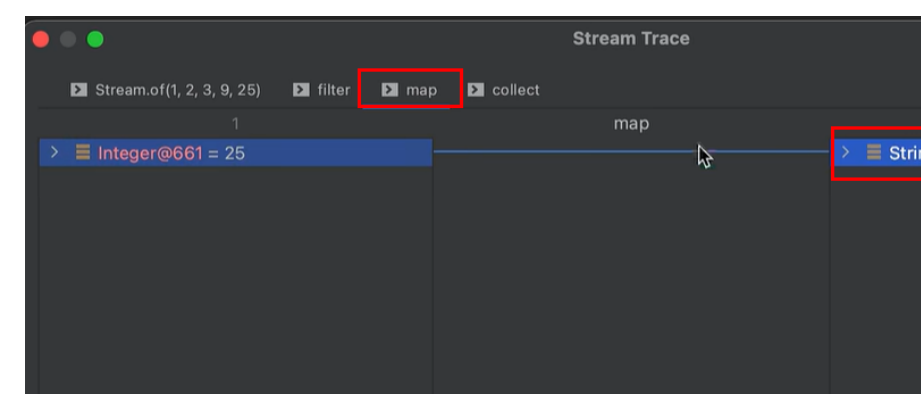 Stream Trace
Stream.of(1, 2, 3, 9, 25) filter map collect
1 map
Integer@661 = 25